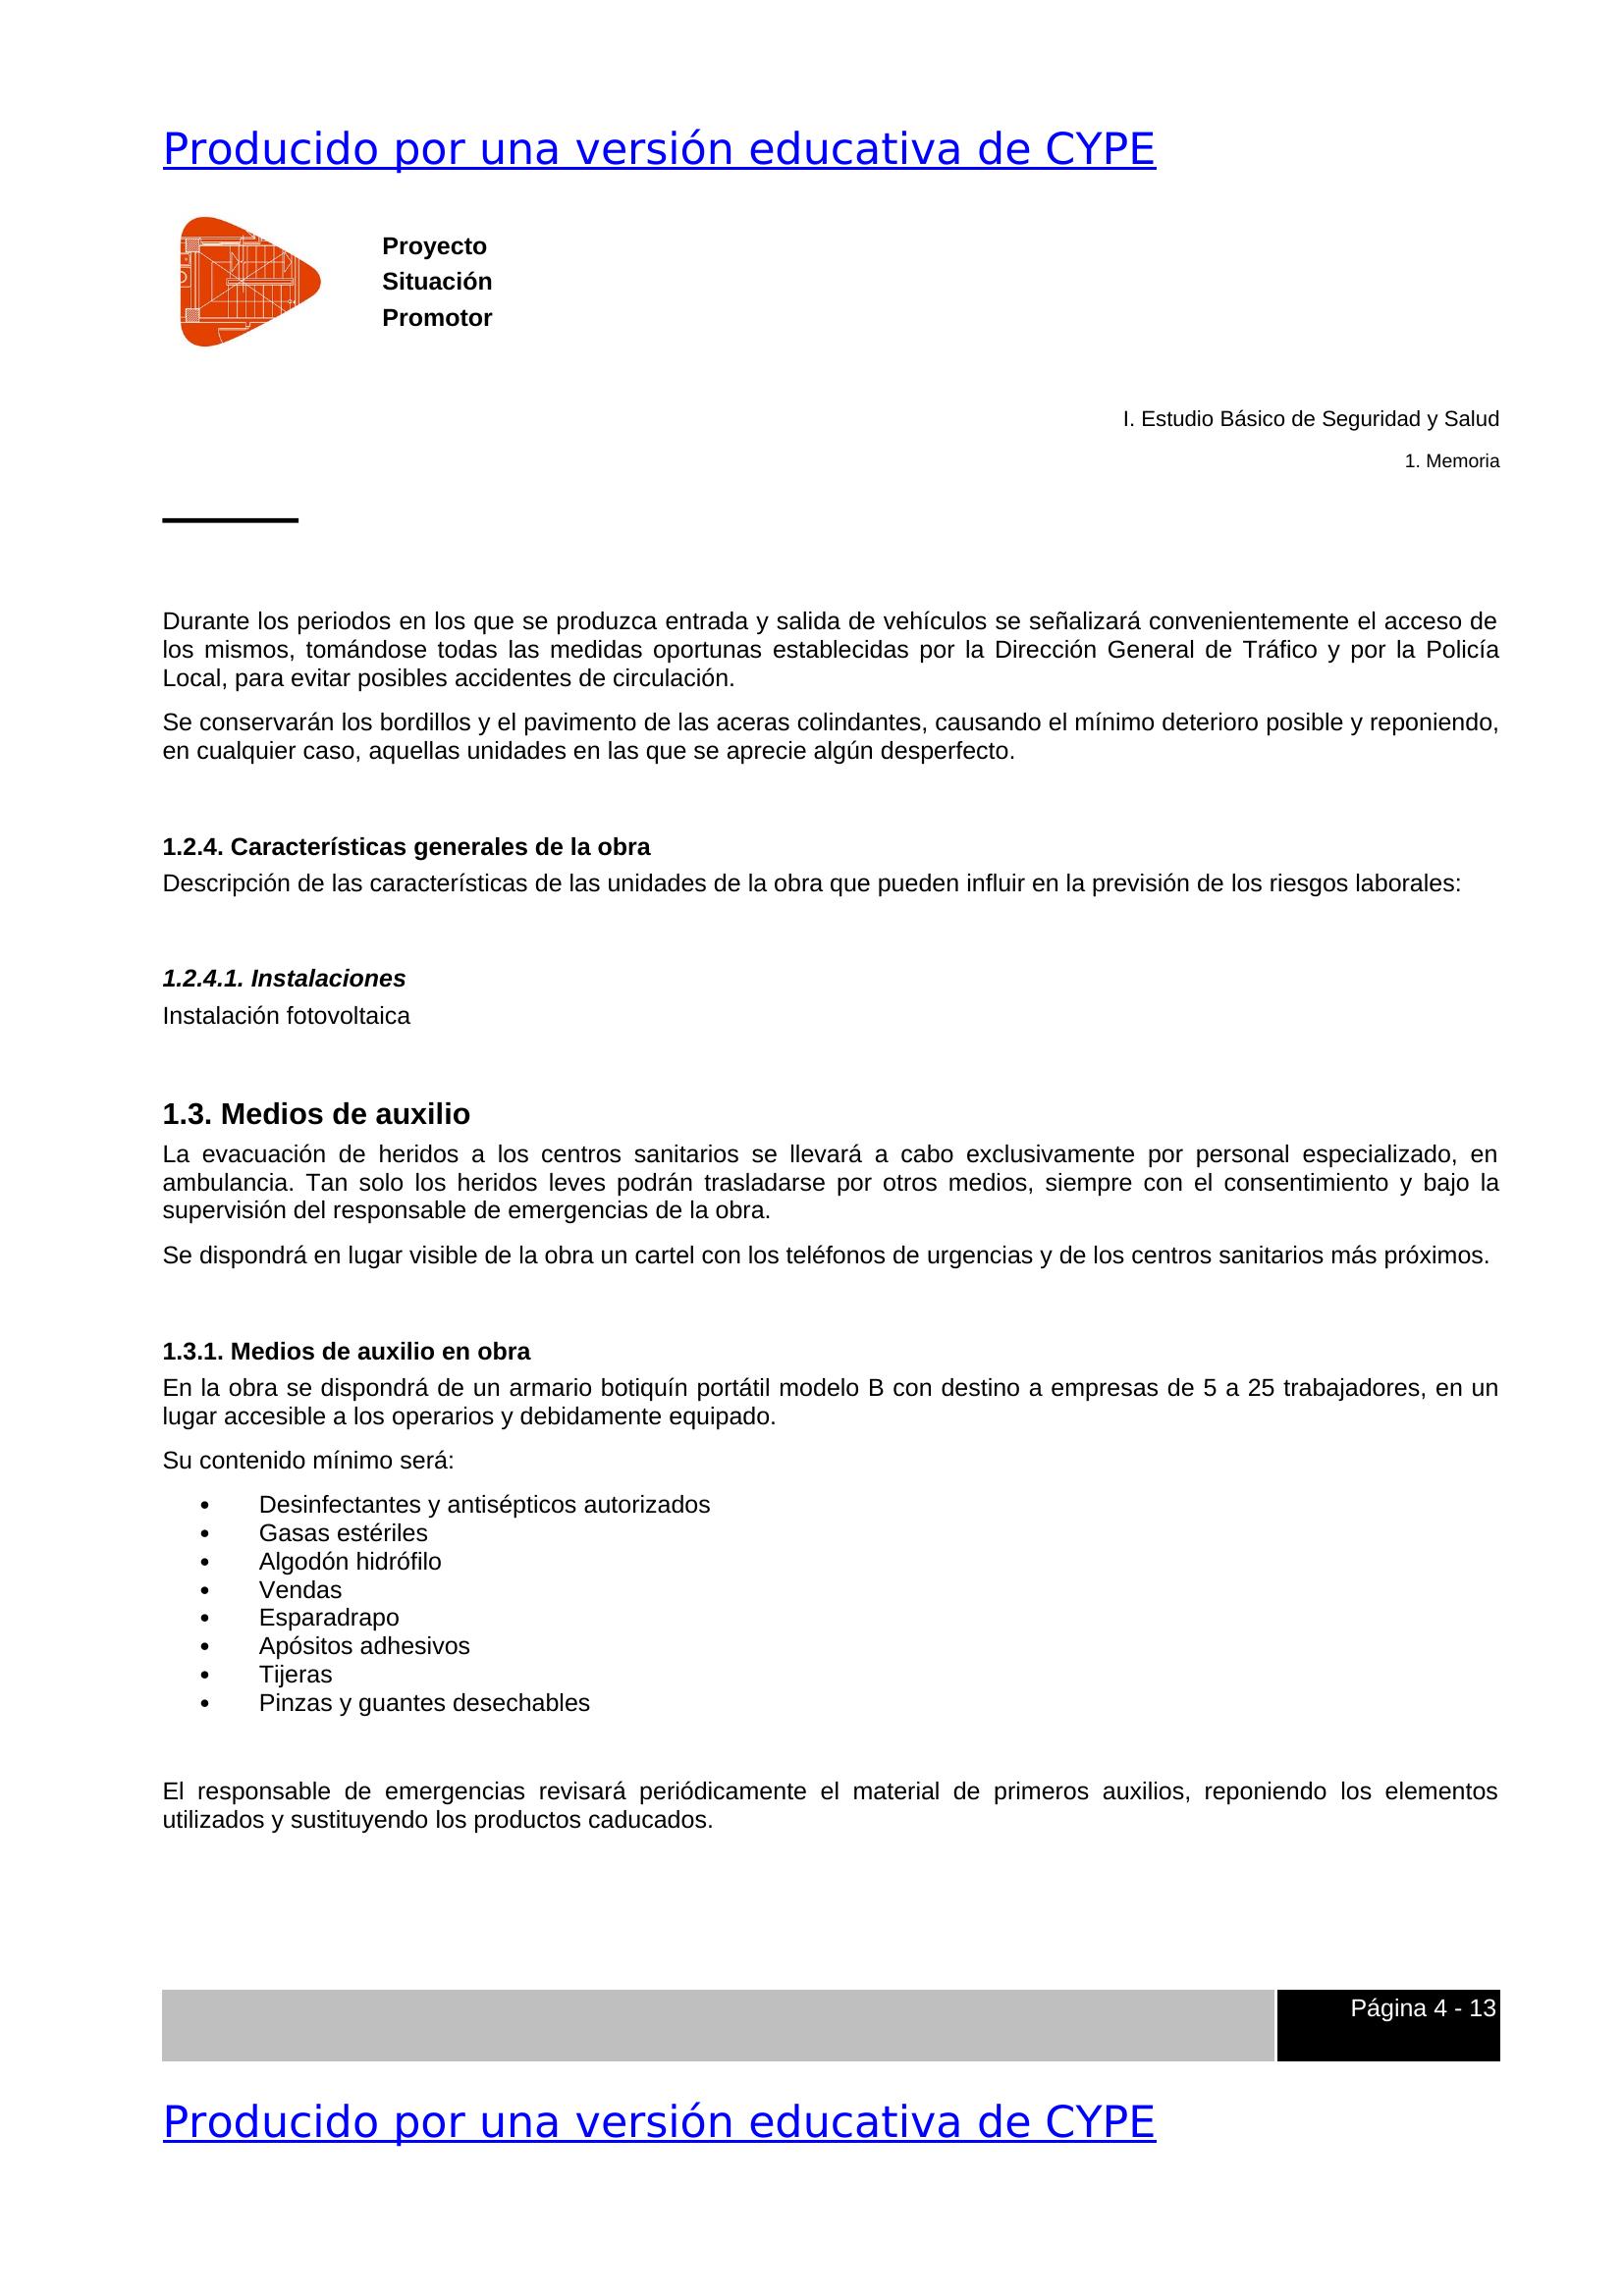 Producido por una versión educativa de CYPE
Proyecto
Situación
Promotor
I. Estudio Básico de Seguridad y Salud
1. Memoria
Durante los periodos en los que se produzca entrada y salida de vehículos se señalizará convenientemente el acceso de
los mismos, tomándose todas las medidas oportunas establecidas por la Dirección General de Tráfico y por la Policía
Local, para evitar posibles accidentes de circulación.
Se conservarán los bordillos y el pavimento de las aceras colindantes, causando el mínimo deterioro posible y reponiendo,
en cualquier caso, aquellas unidades en las que se aprecie algún desperfecto.
1.2.4. Características generales de la obra
Descripción de las características de las unidades de la obra que pueden influir en la previsión de los riesgos laborales:
1.2.4.1. Instalaciones
Instalación fotovoltaica
1.3. Medios de auxilio
La evacuación de heridos a los centros sanitarios se llevará a cabo exclusivamente por personal especializado, en
ambulancia. Tan solo los heridos leves podrán trasladarse por otros medios, siempre con el consentimiento y bajo la
supervisión del responsable de emergencias de la obra.
Se dispondrá en lugar visible de la obra un cartel con los teléfonos de urgencias y de los centros sanitarios más próximos.
1.3.1. Medios de auxilio en obra
En la obra se dispondrá de un armario botiquín portátil modelo B con destino a empresas de 5 a 25 trabajadores, en un
lugar accesible a los operarios y debidamente equipado.
Su contenido mínimo será:
• Desinfectantes y antisépticos autorizados
• Gasas estériles
• Algodón hidrófilo
• Vendas
• Esparadrapo
• Apósitos adhesivos
• Tijeras
• Pinzas y guantes desechables
El responsable de emergencias revisará periódicamente el material de primeros auxilios, reponiendo los elementos
utilizados y sustituyendo los productos caducados.
Página 4 - 13
Producido por una versión educativa de CYPE